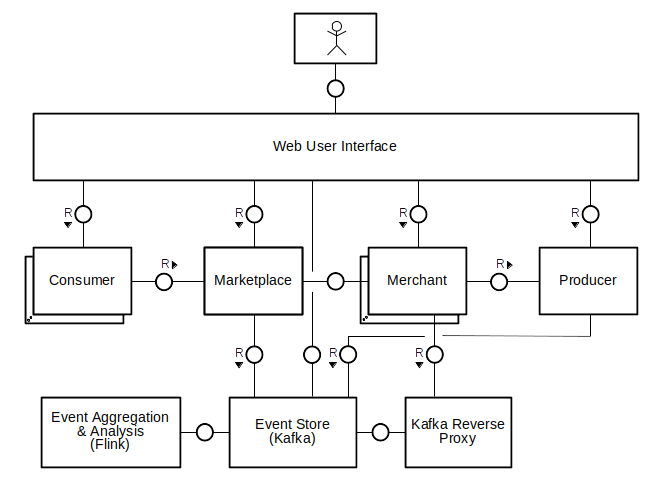 Web User Interface
R
R
R
R
Consumer
R
Marketplace
Merchant
R
Producer
R
R
R
Event Aggregation
& Analysis
(Flink)
Event Store
(Kafka)
Kafka Reverse
Proxy